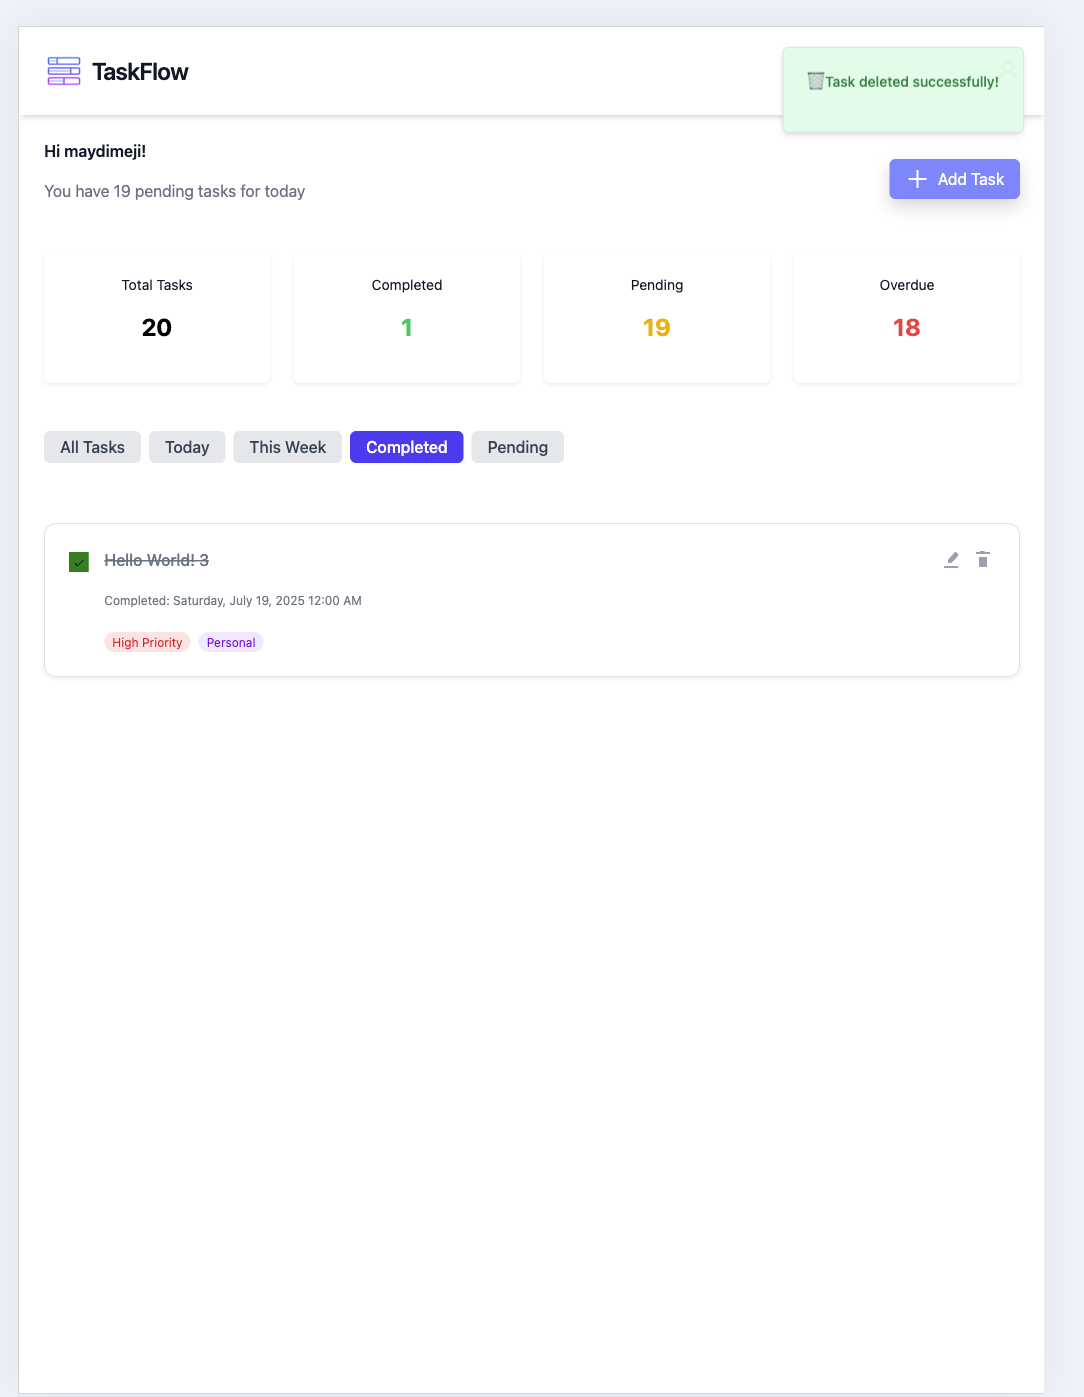 TaskFlow
Task deleted successfully!
Hi maydimeji!
You have 19 pending tasks for today
Add Task
Total Tasks
20
Completed
1
Pending
19
Overdue
18
All Tasks
Today
This Week
Completed
Pending
Hello World! 3
Completed: Saturday, July 19, 2025 12:00 AM
High Priority
Personal